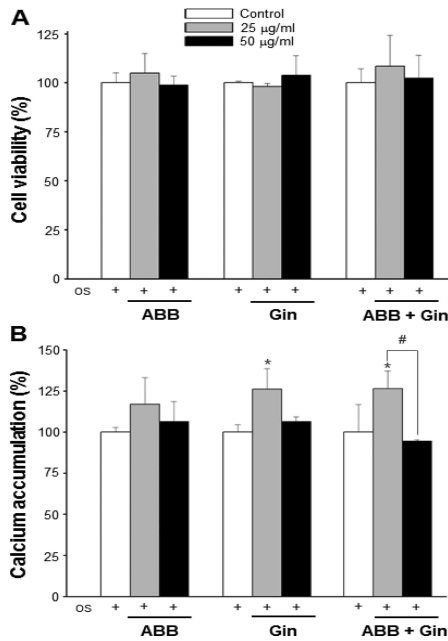 A
Control
25 µg/ml
50 µg/ml
Cell viability (%)
125
100
75
50
25
0
os + + + + + + + + +
ABB Gin ABB + Gin
B
Calcium accumulation (%)
150
125
100
75
50
25
0
* * #
os + + + + + + + + +
ABB Gin ABB + Gin